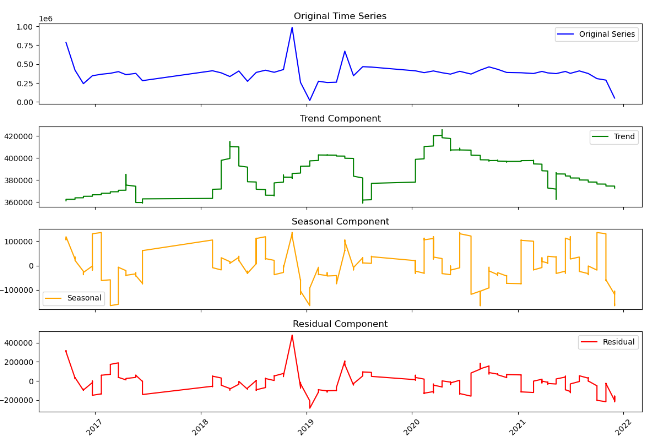 Original Time Series
1e6
1.00
0.75
0.50
0.25
0.00
Original Series
Trend Component
420000
400000
380000
360000
Trend
Seasonal Component
100000
0
−100000
Seasonal
Residual Component
400000
200000
0
−200000
Residual
2017
2018
2019
2020
2021
2022